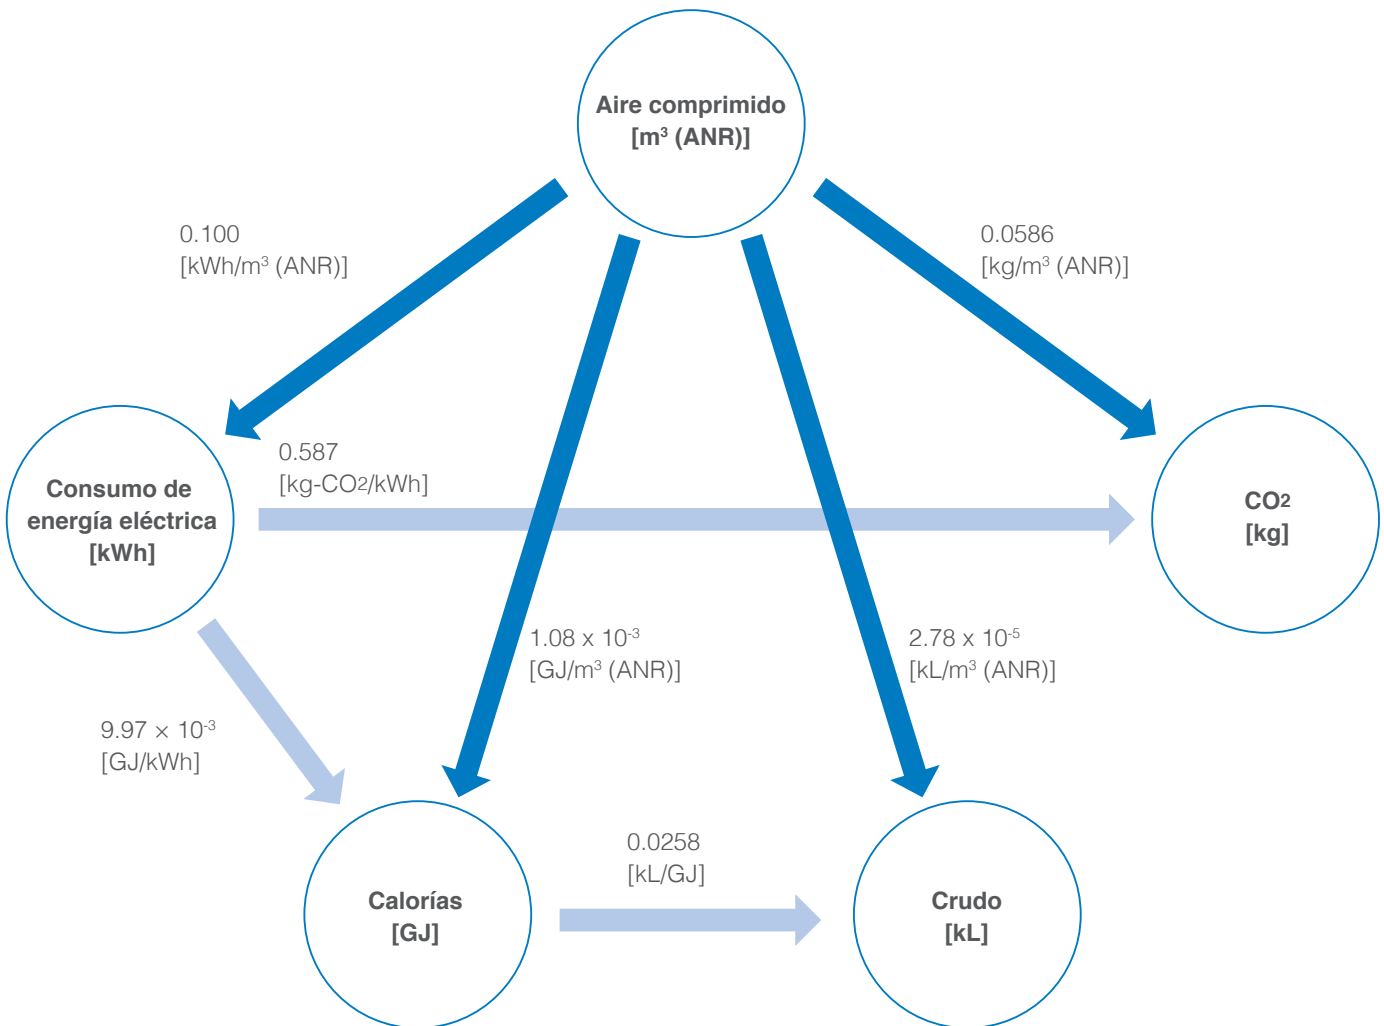 Aire comprimido
[m³ (ANR)]
0.100
[kWh/m³ (ANR)]
0.0586
[kg/m³ (ANR)]
0.587
[kg-CO2/kWh]
Consumo de
energía eléctrica
[kWh]
CO2
[kg]
1.08 x 10⁻³
[GJ/m³ (ANR)]
2.78 x 10⁻⁵
[kL/m³ (ANR)]
9.97 × 10⁻³
[GJ/kWh]
0.0258
[kL/GJ]
Calorías
[GJ]
Crudo
[kL]